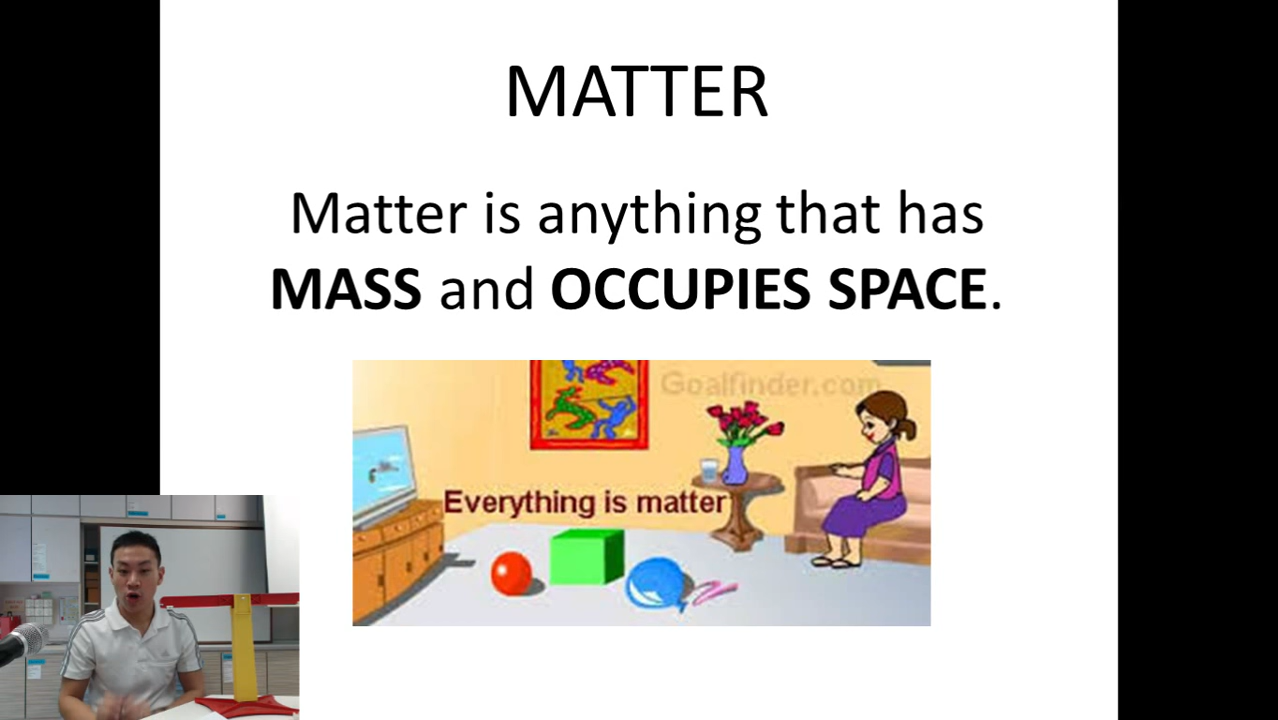 MATTER
Matter is anything that has
MASS and OCCUPIES SPACE.
Goalfinder.com
Everything is matter